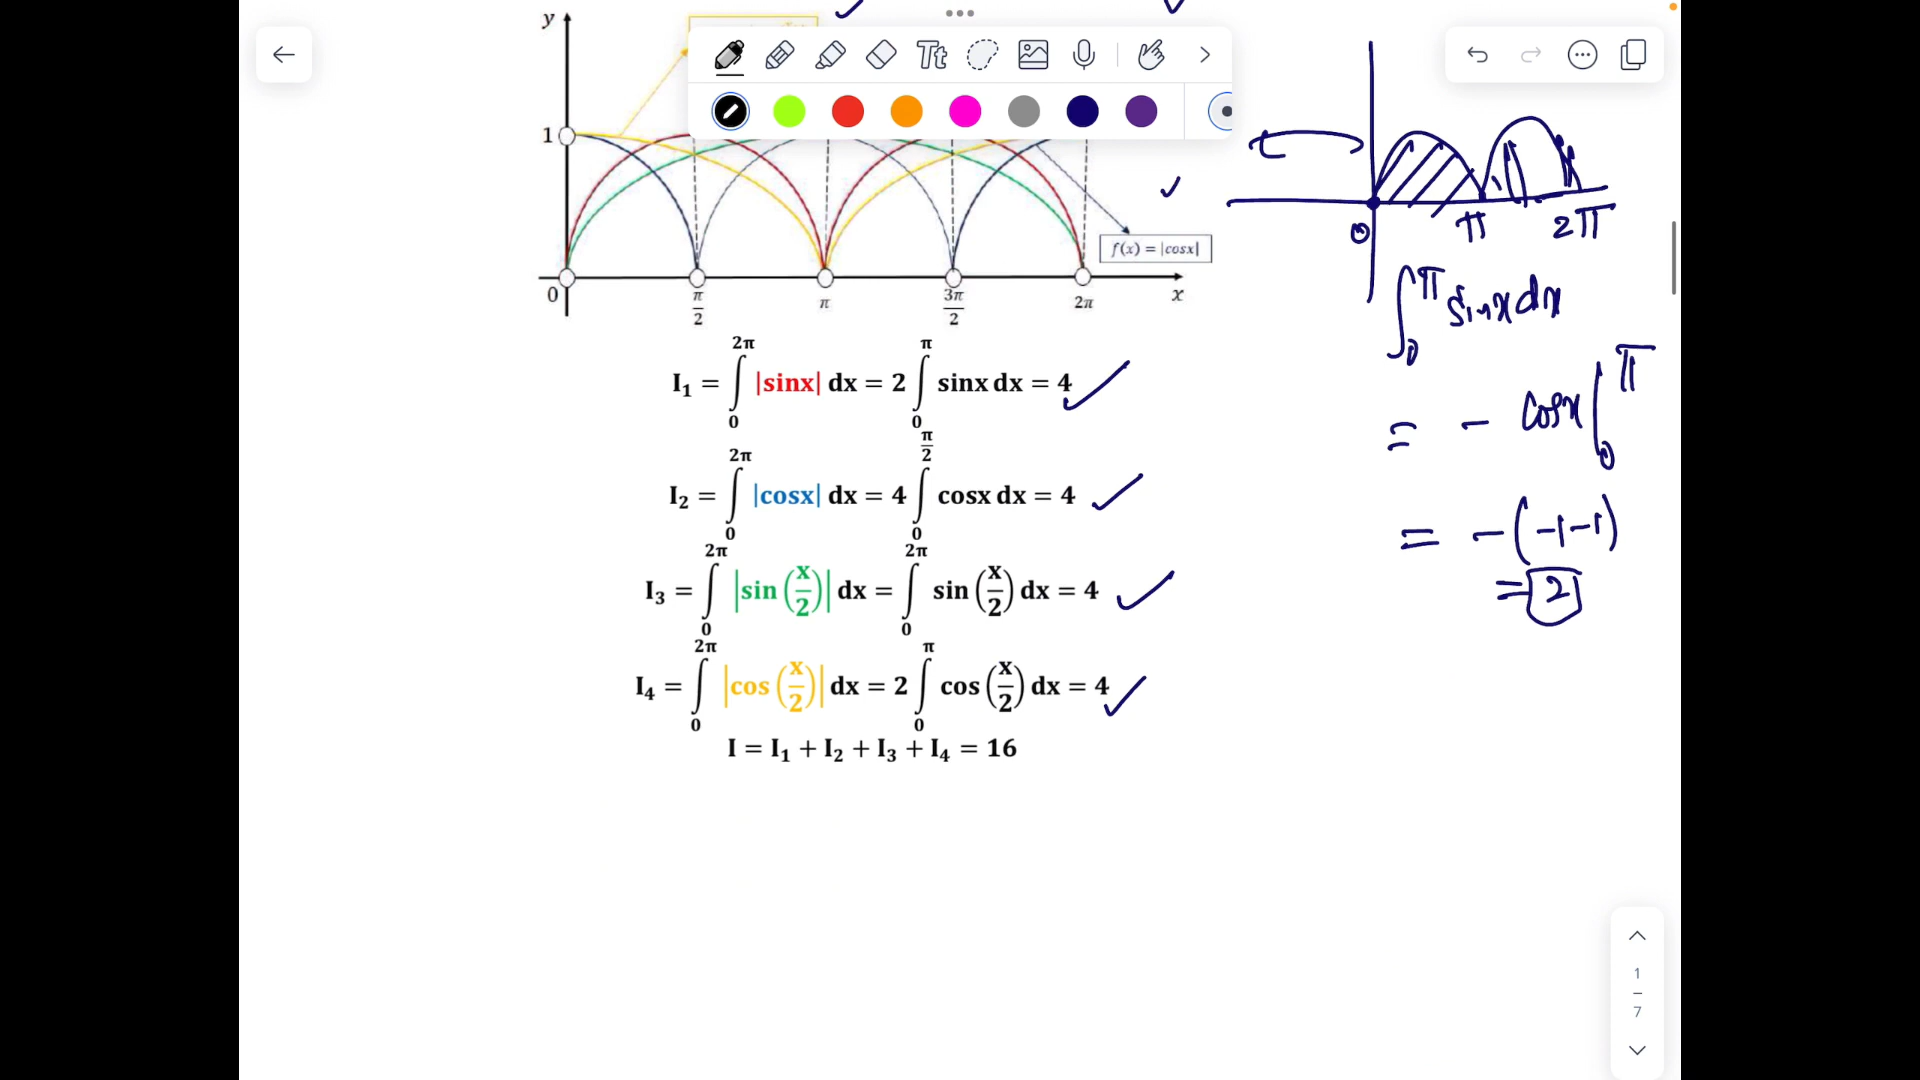 y
1
f(x) = |cosx|
0 π/2 π 3π/2 2π x
I₁ = ∫₀^2π |sinx| dx = 2 ∫₀^π sinx dx = 4
I₂ = ∫₀^2π |cosx| dx = 4 ∫₀^π/2 cosx dx = 4
I₃ = ∫₀^2π |sin(x/2)| dx = ∫₀^2π sin(x/2) dx = 4
I₄ = ∫₀^2π |cos(x/2)| dx = 2 ∫₀^π cos(x/2) dx = 4
I = I₁ + I₂ + I₃ + I₄ = 16
Tt
0 π 2π
∫₀^π sinx dx
= - cosx |₀^π
= -(-1-1)
= 2
1
7